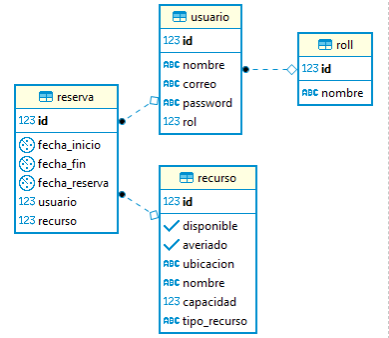 usuario
123 id
ABC nombre
ABC correo
ABC password
123 rol
roll
123 id
ABC nombre
reserva
123 id
fecha_inicio
fecha_fin
fecha_reserva
123 usuario
123 recurso
recurso
123 id
disponible
averiado
ABC ubicacion
ABC nombre
123 capacidad
ABC tipo_recurso